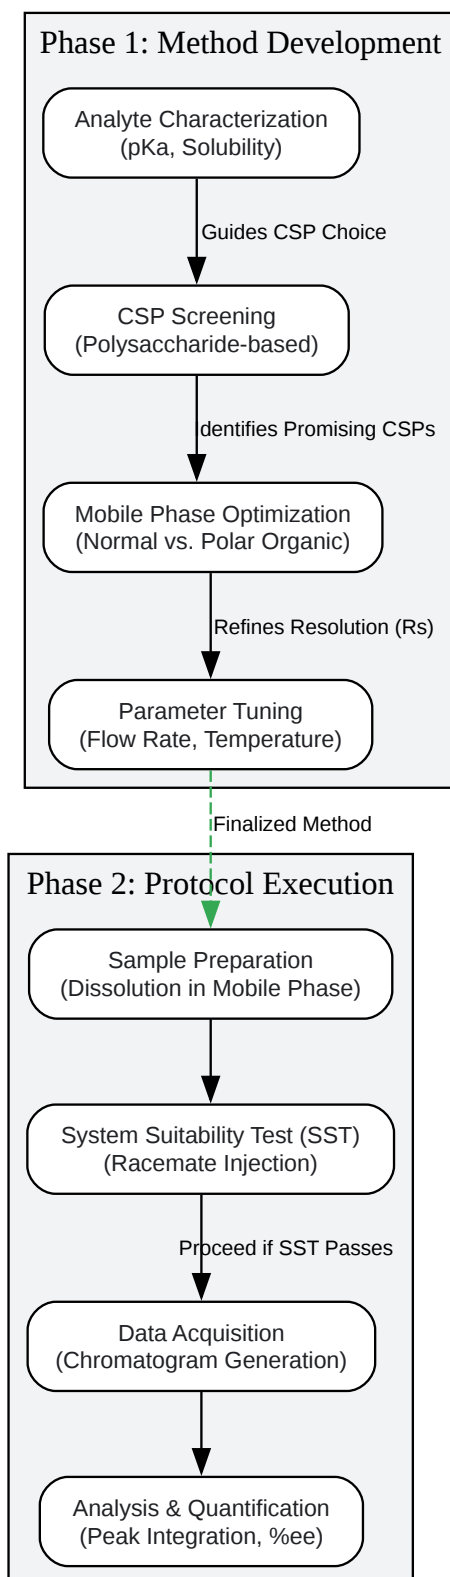 Phase 1: Method Development
Analyte Characterization
(pKa, Solubility)
Guides CSP Choice
CSP Screening
(Polysaccharide-based)
Identifies Promising CSPs
Mobile Phase Optimization
(Normal vs. Polar Organic)
Refines Resolution (Rs)
Parameter Tuning
(Flow Rate, Temperature)
Finalized Method
Phase 2: Protocol Execution
Sample Preparation
(Dissolution in Mobile Phase)
System Suitability Test (SST)
(Racemate Injection)
Proceed if SST Passes
Data Acquisition
(Chromatogram Generation)
Analysis & Quantification
(Peak Integration, %ee)